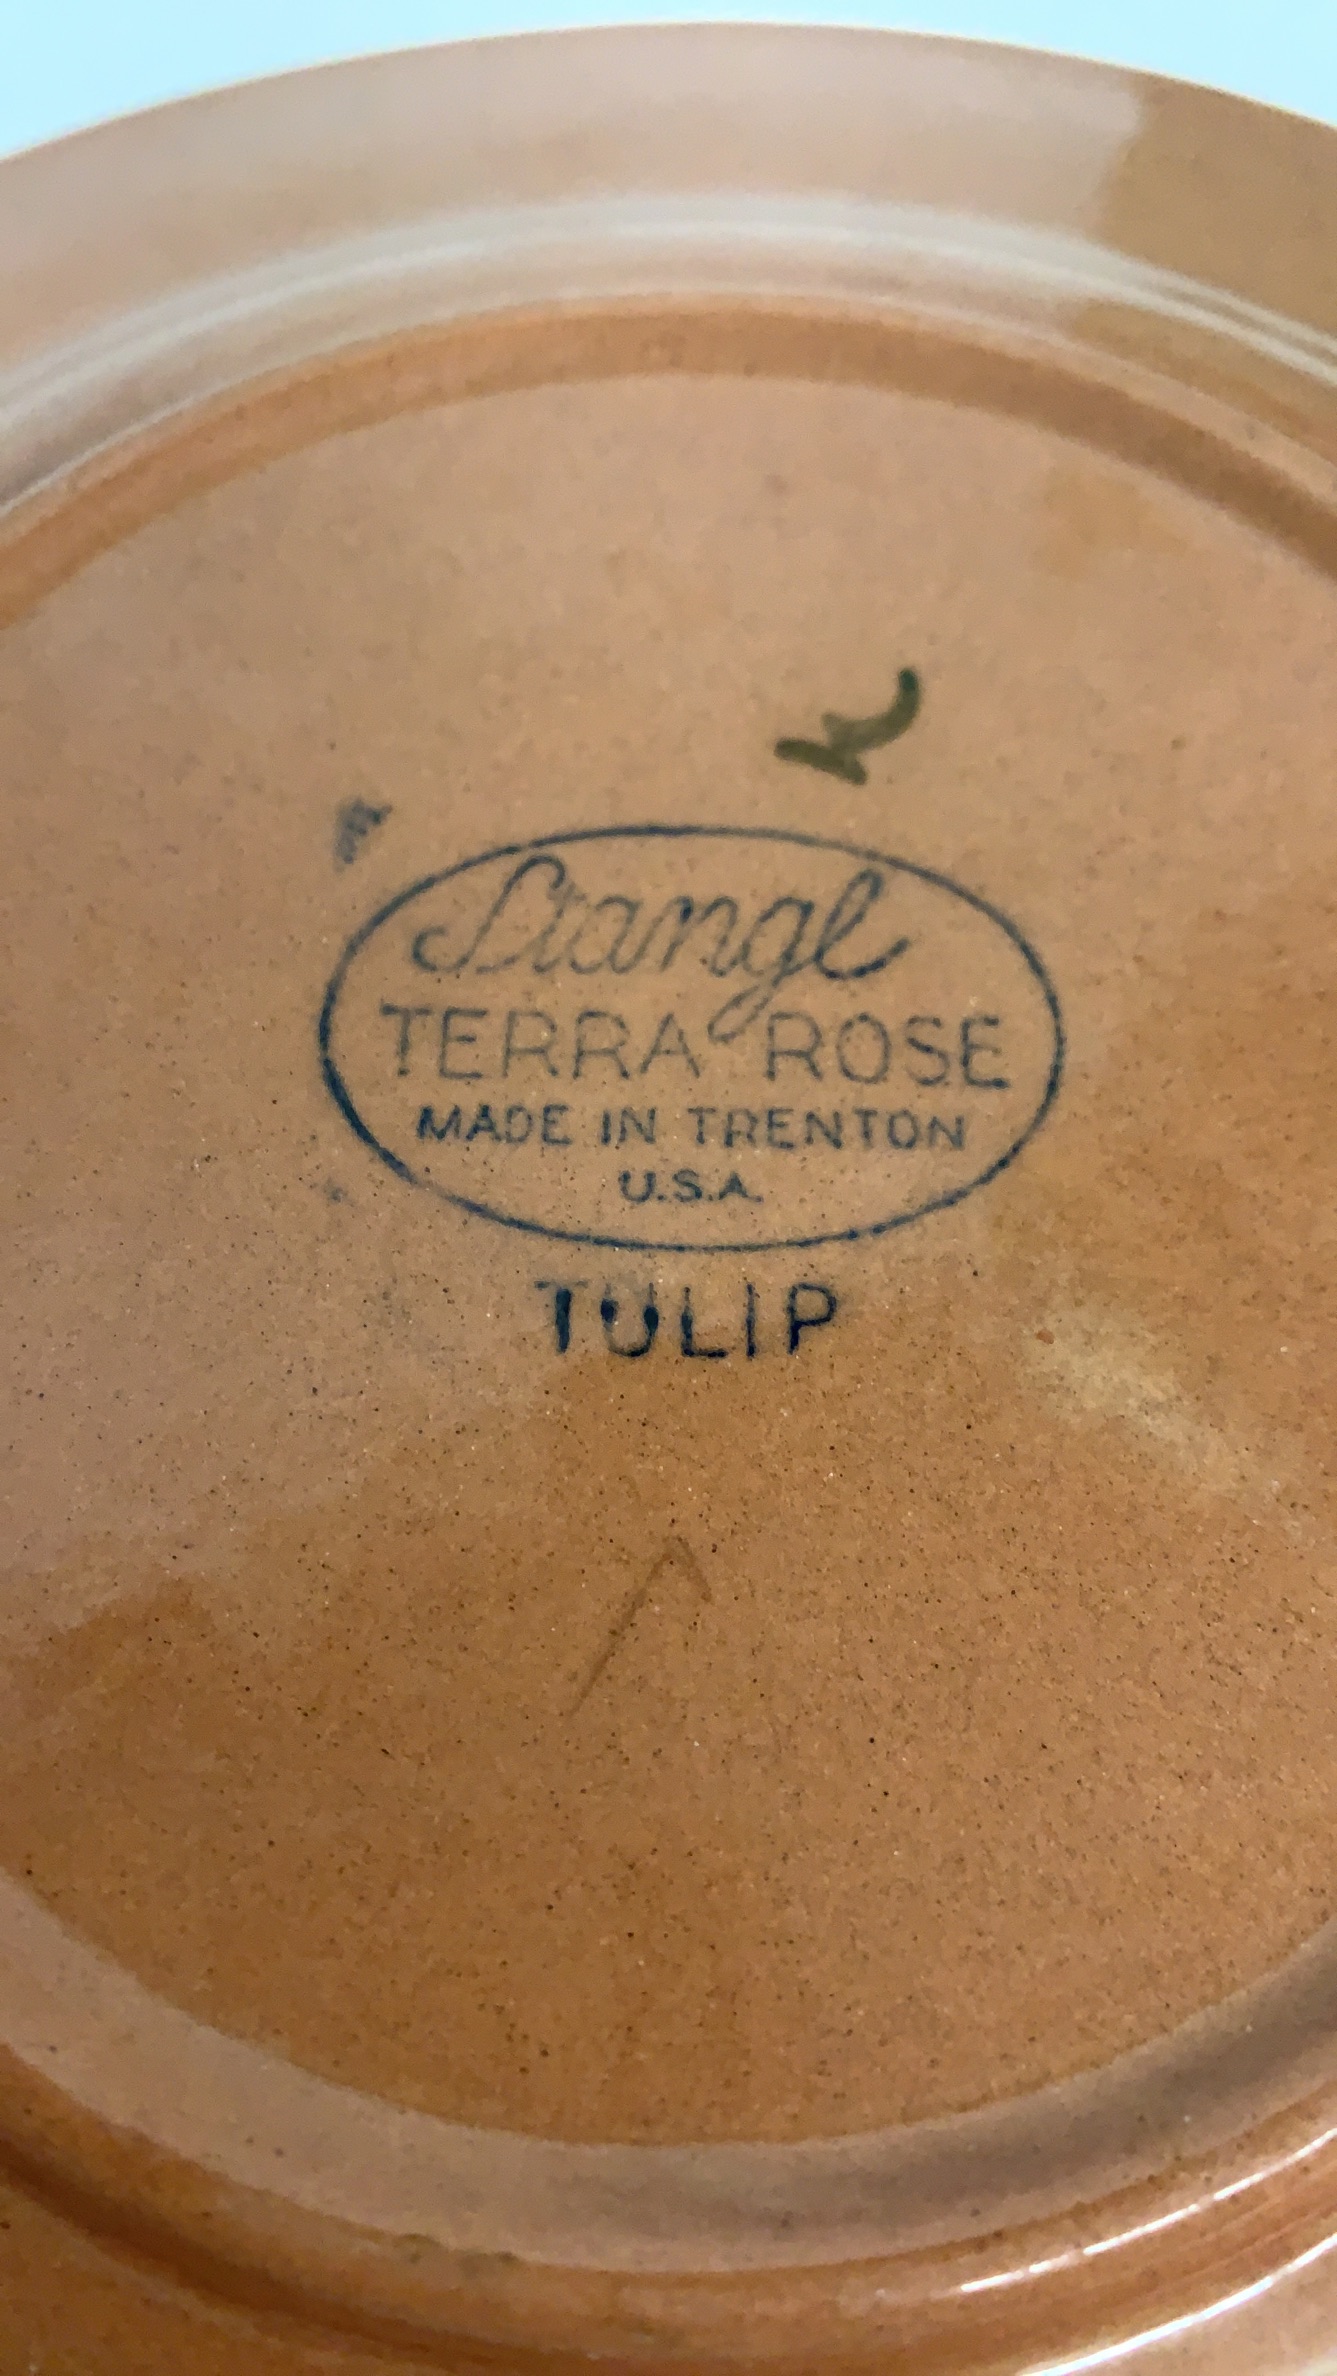 Stangl
TERRA ROSE
MADE IN TRENTON
U.S.A.
TULIP